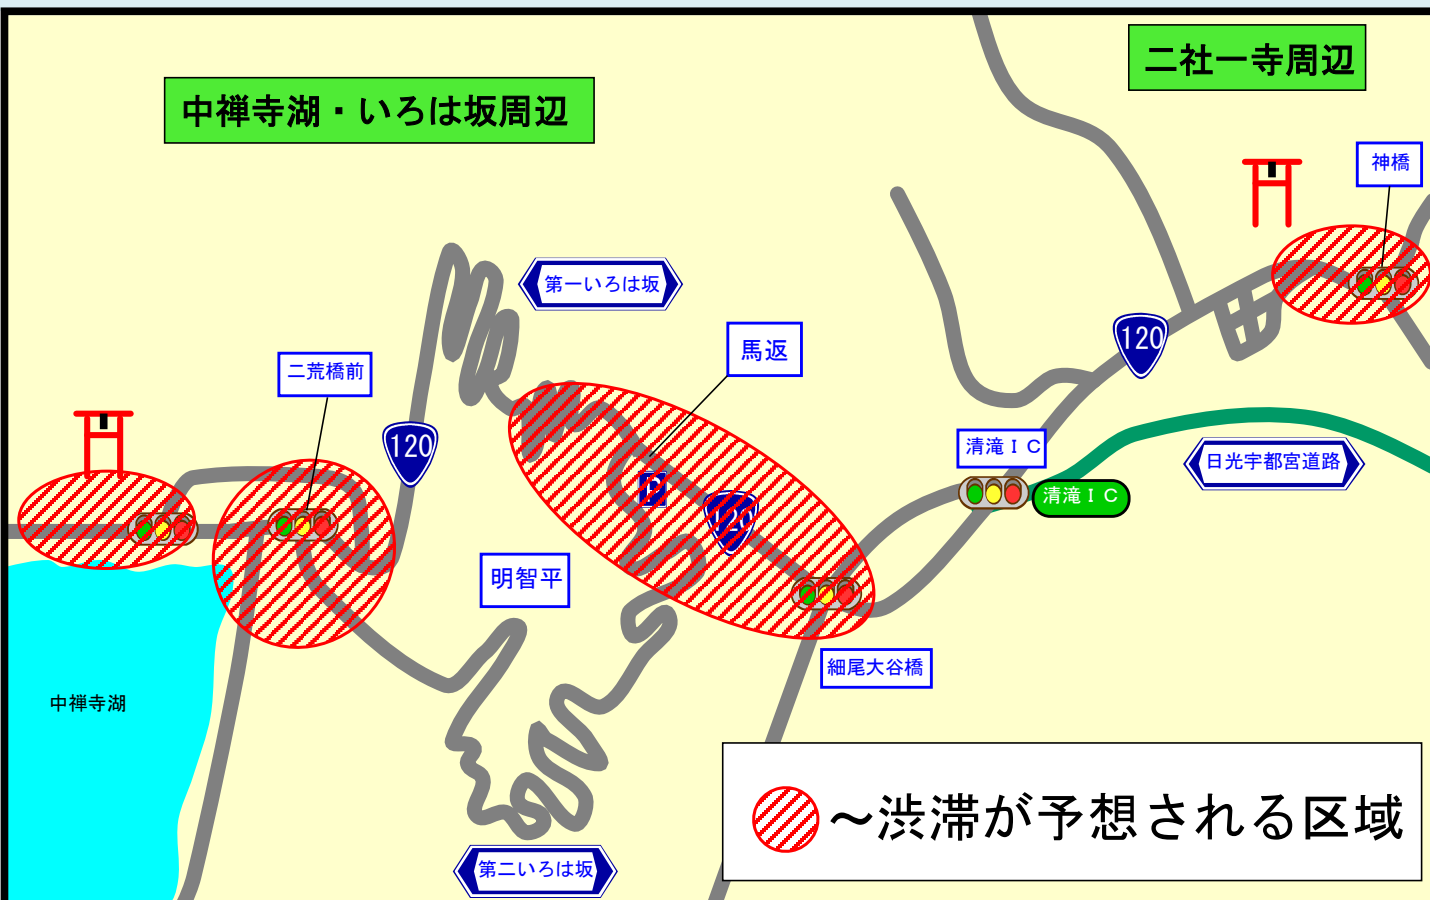 二社一寺周辺
中禅寺湖・いろは坂周辺
神橋
第一いろは坂
120
馬返
二荒橋前
120
清滝ＩＣ
日光宇都宮道路
清滝ＩＣ
P
120
明智平
細尾大谷橋
中禅寺湖
～渋滞が予想される区域
第二いろは坂